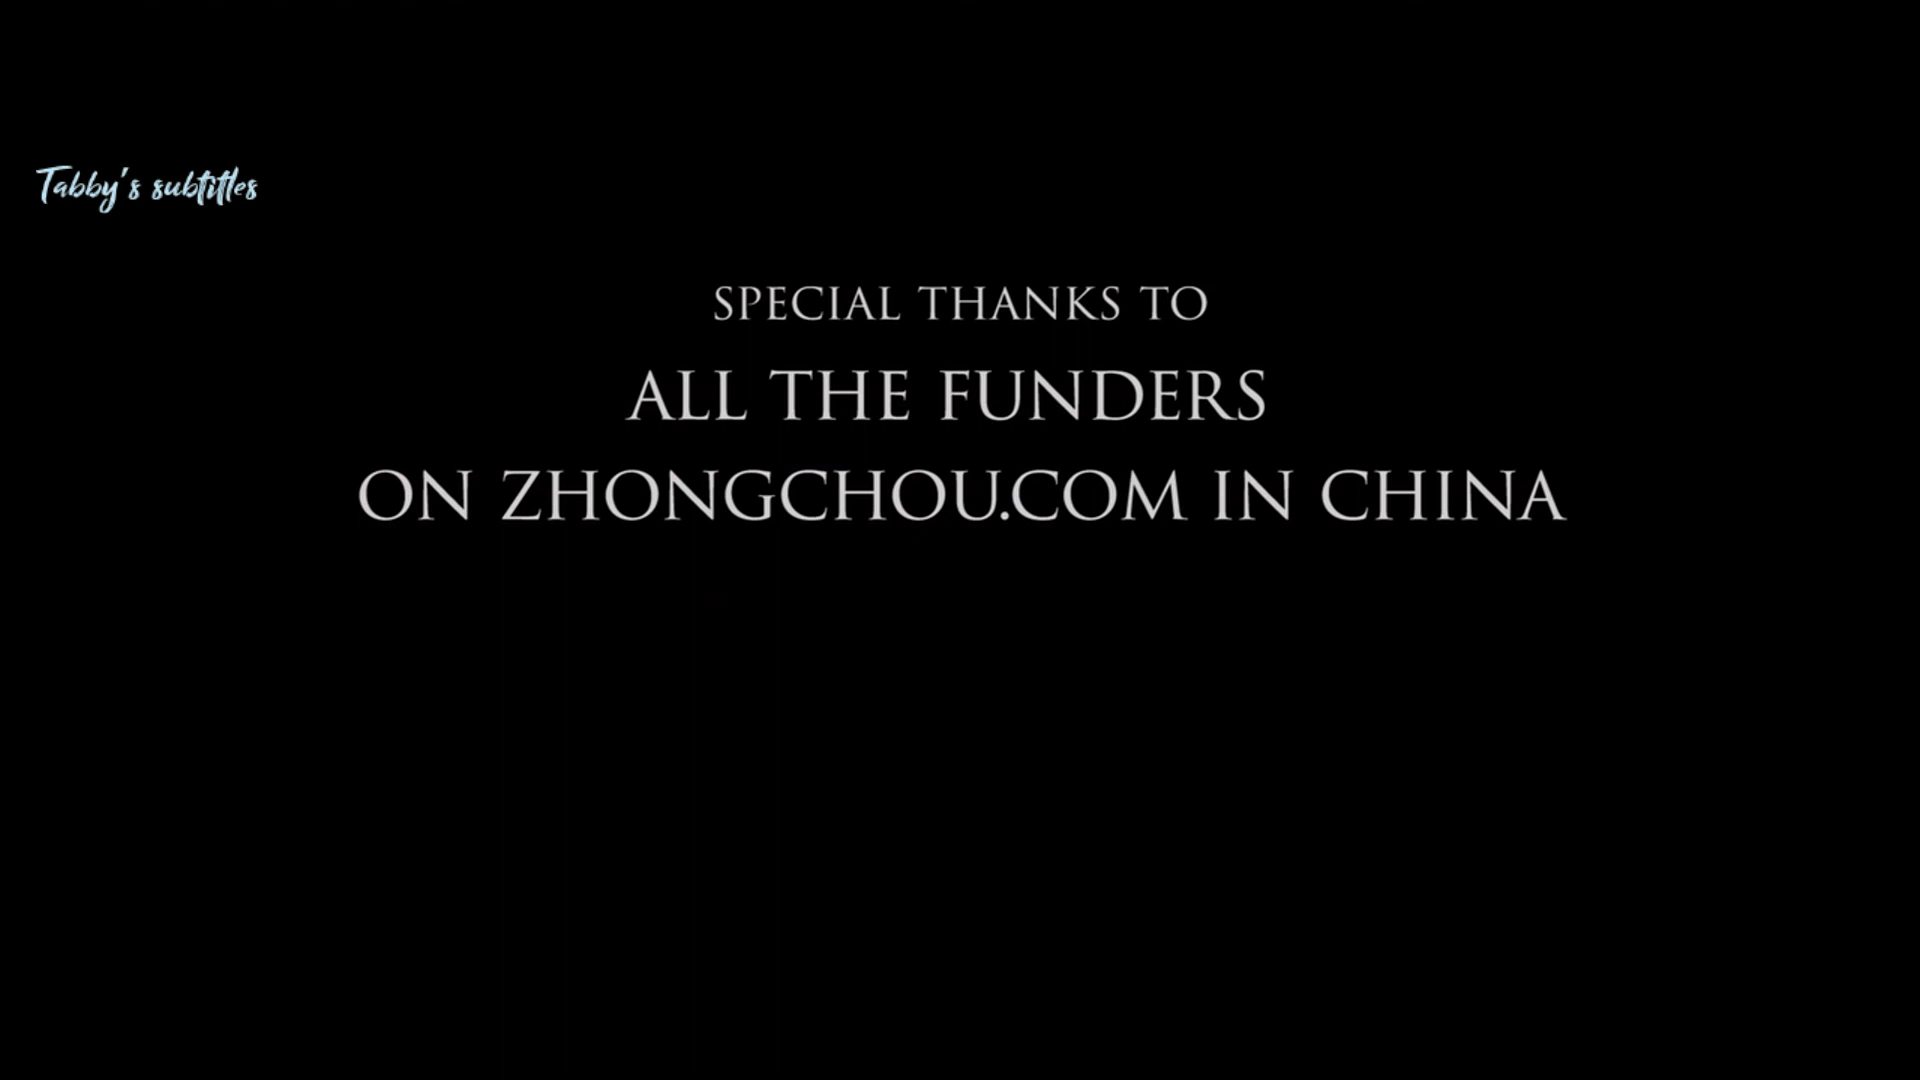 Tabby's subtitles
SPECIAL THANKS TO
ALL THE FUNDERS
ON ZHONGCHOU.COM IN CHINA